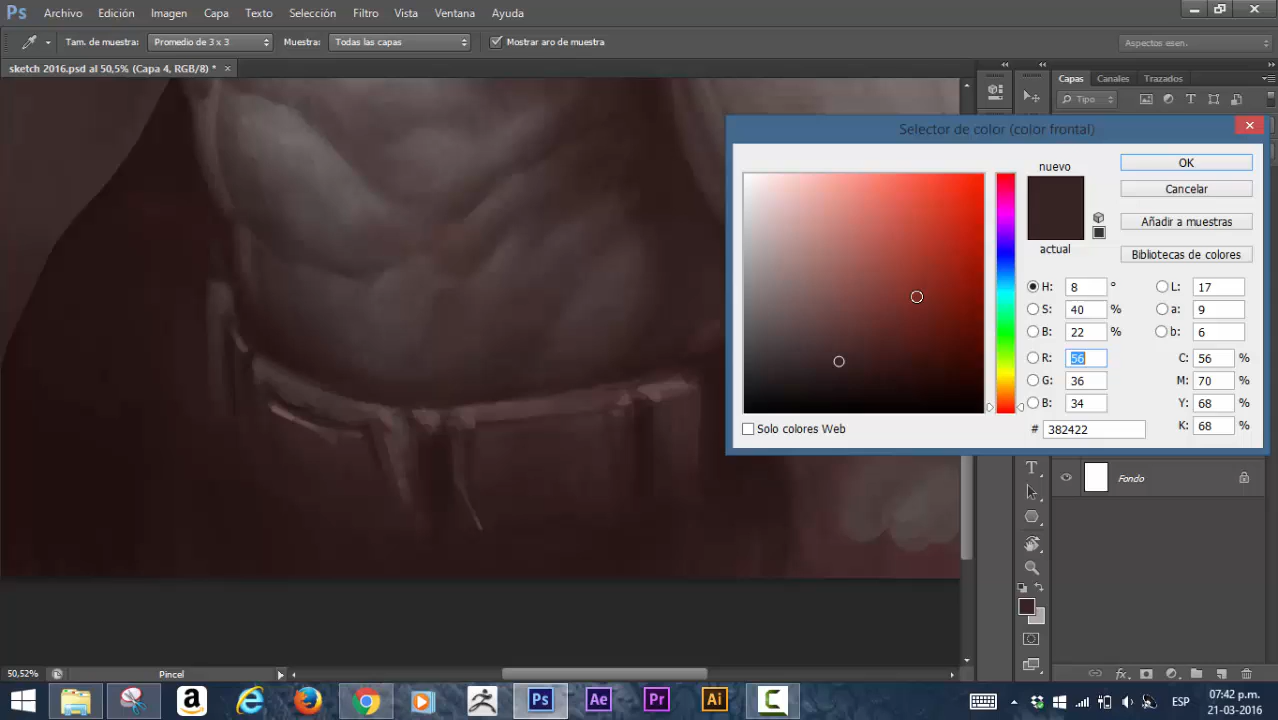 Ps Archivo Edición Imagen Capa Texto Selección Filtro Vista Ventana Ayuda
Tam. de muestra: Promedio de 3 x 3 Muestra: Todas las capas Mostrar aro de muestra Aspectos esen.
sketch 2016.psd al 50,5% (Capa 4, RGB/8) * ×
Capas Canales Trazados
Tipo
Selector de color (color frontal)
nuevo
actual
OK
Cancelar
Añadir a muestras
Bibliotecas de colores
H: 8 °
S: 40 %
B: 22 %
R: 56
G: 36
B: 34
L: 17
a: 9
b: 6
C: 56 %
M: 70 %
Y: 68 %
K: 68 %
Solo colores Web
# 382422
T
Fondo
50,52% Pincel
a Ps Ae Pr Ai C
ESP
07:42 p.m.
21-03-2016